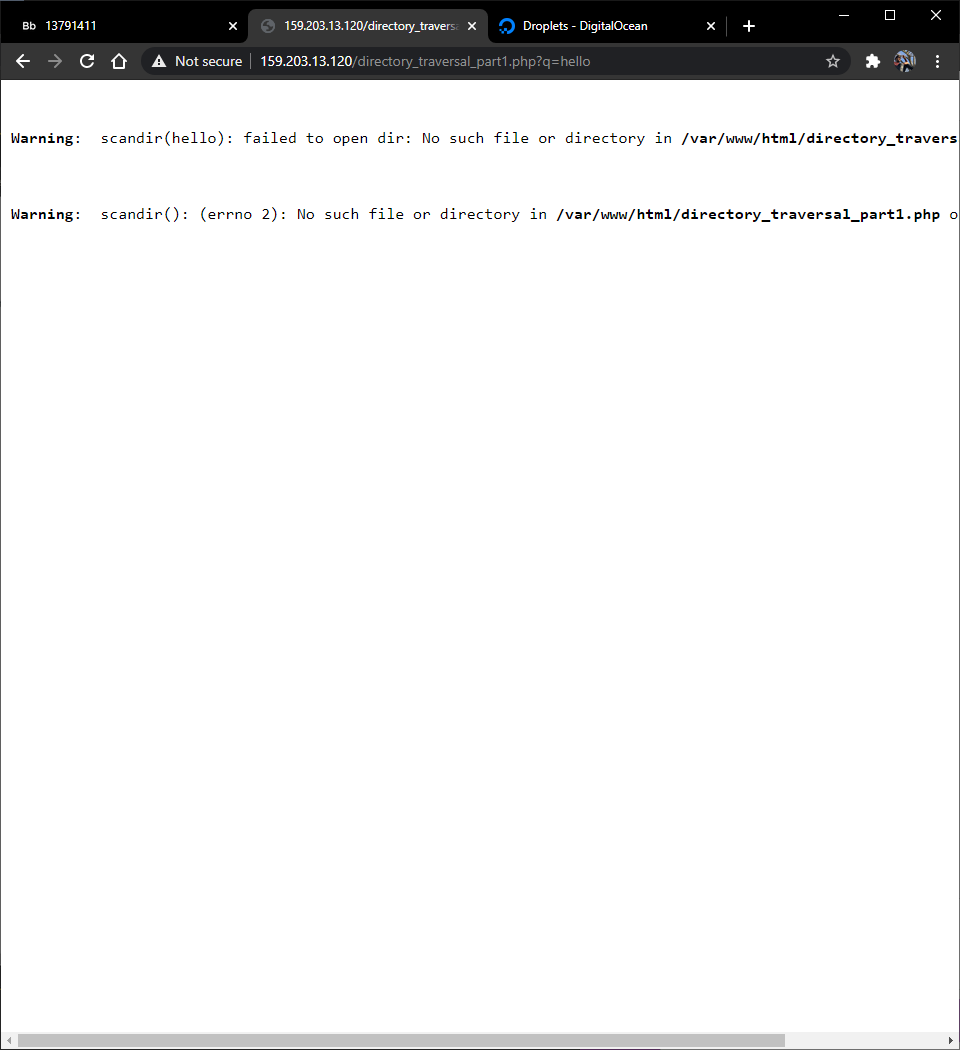 Bb 13791411
159.203.13.120/directory_travers
Droplets - DigitalOcean
Not secure 159.203.13.120/directory_traversal_part1.php?q=hello
Warning: scandir(hello): failed to open dir: No such file or directory in /var/www/html/directory_travers
Warning: scandir(): (errno 2): No such file or directory in /var/www/html/directory_traversal_part1.php o